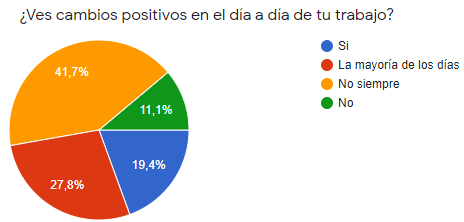 ¿Ves cambios positivos en el día a día de tu trabajo?
Si
La mayoría de los días
No siempre
No
41,7%
11,1%
19,4%
27,8%